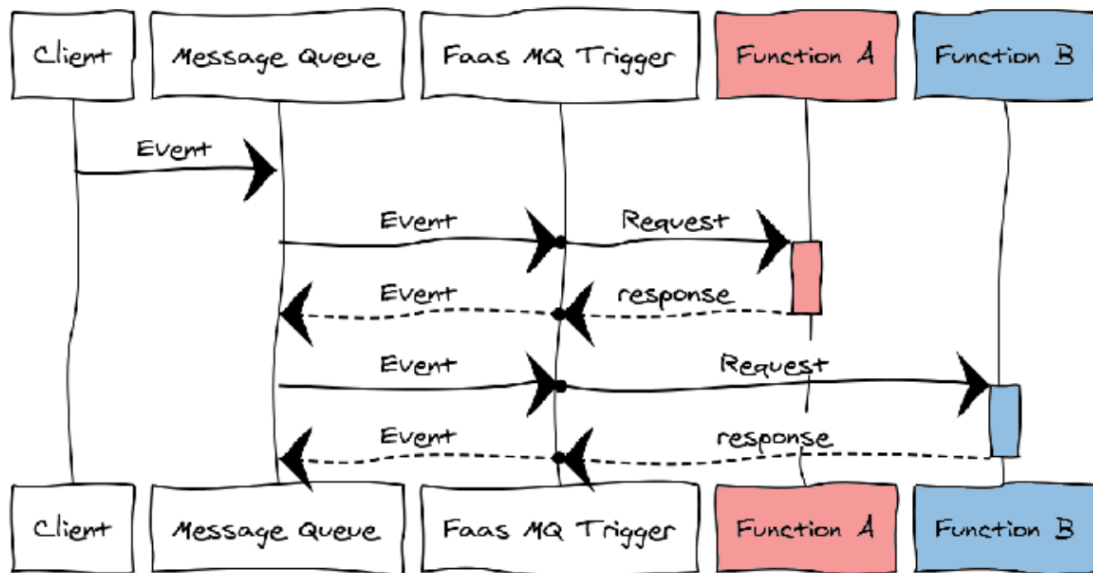 Client
Message Queue
Faas MQ Trigger
Function A
Function B
Event
Event
Request
Event
response
Event
Request
Event
response
Client
Message Queue
Faas MQ Trigger
Function A
Function B